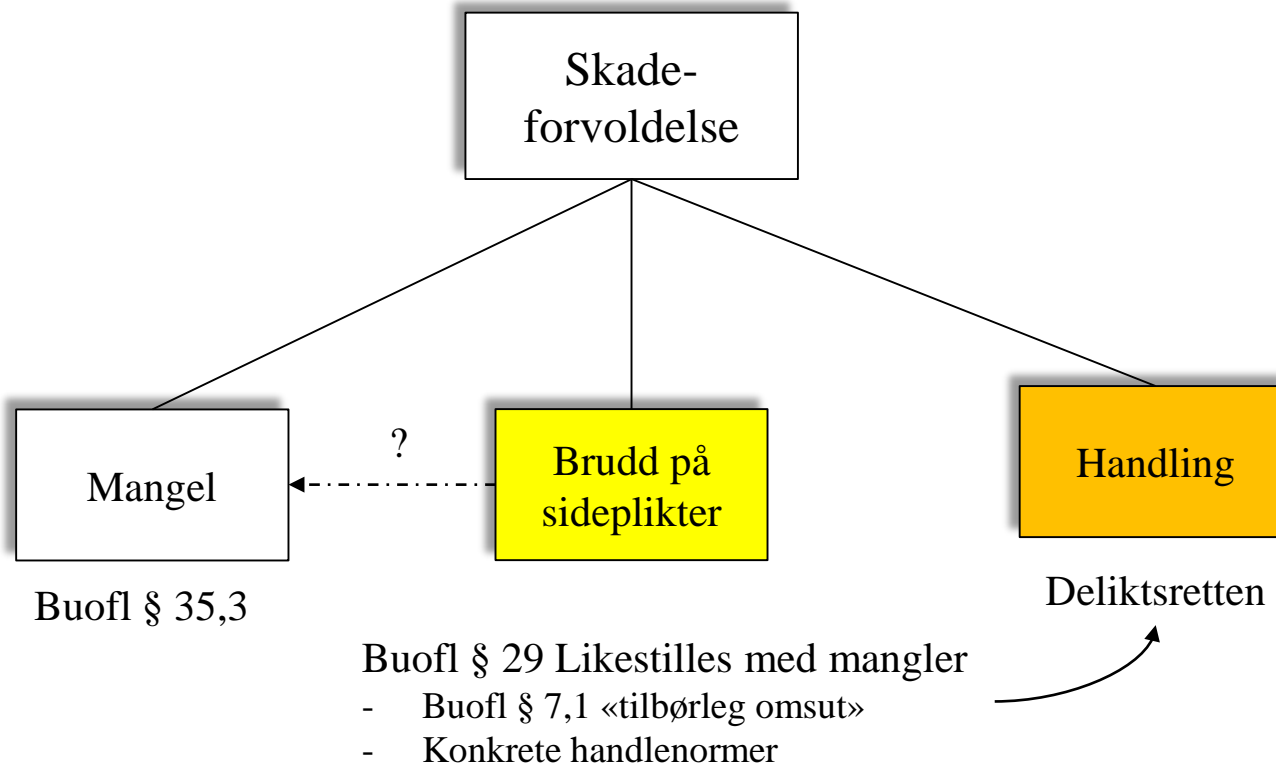 Skade-
forvoldelse
?
Mangel
Brudd på
sideplikter
Handling
Buofl § 35,3
Deliktsretten
Buofl § 29 Likestilles med mangler
- Buofl § 7,1 «tilbørleg omsut»
- Konkrete handlenormer